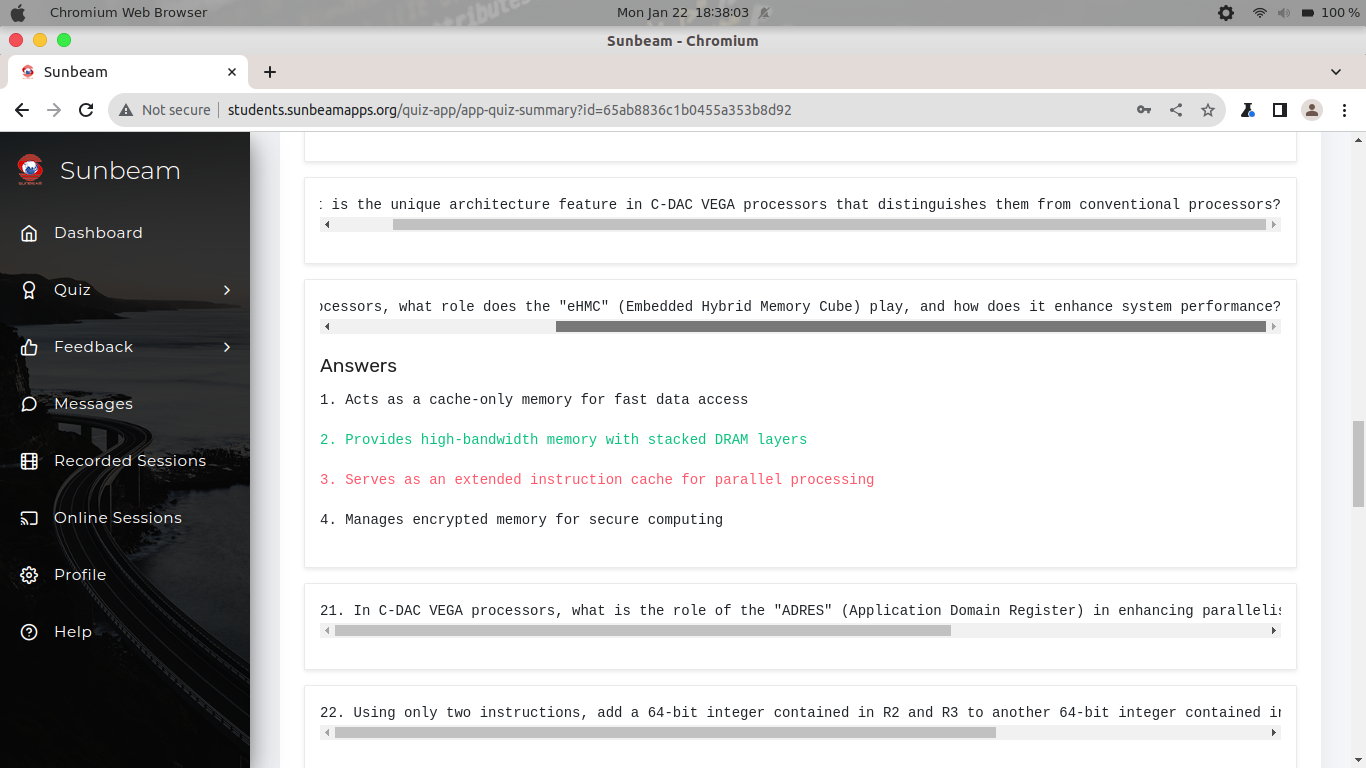 Chromium Web Browser
Mon Jan 22 18:38:03
100 %
Sunbeam - Chromium
Sunbeam
Not secure
students.sunbeamapps.org/quiz-app/app-quiz-summary?id=65ab8836c1b0455a353b8d92
Sunbeam
Dashboard
Quiz
Feedback
Messages
Recorded Sessions
Online Sessions
Profile
Help
is the unique architecture feature in C-DAC VEGA processors that distinguishes them from conventional processors?
ocessors, what role does the "eHMC" (Embedded Hybrid Memory Cube) play, and how does it enhance system performance?
Answers
1. Acts as a cache-only memory for fast data access
2. Provides high-bandwidth memory with stacked DRAM layers
3. Serves as an extended instruction cache for parallel processing
4. Manages encrypted memory for secure computing
21. In C-DAC VEGA processors, what is the role of the "ADRES" (Application Domain Register) in enhancing parallelis
22. Using only two instructions, add a 64-bit integer contained in R2 and R3 to another 64-bit integer contained in